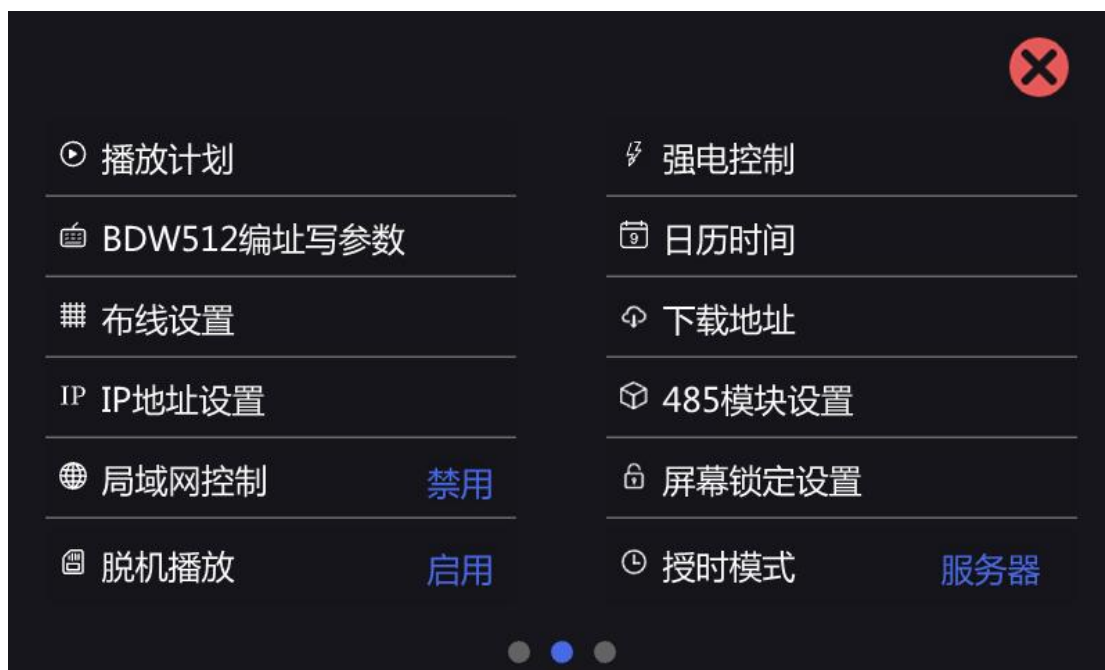 播放计划
强电控制
BDW512编址写参数
9 日历时间
布线设置
下载地址
IP IP地址设置
485模块设置
局域网控制 禁用
屏幕锁定设置
脱机播放 启用
授时模式 服务器